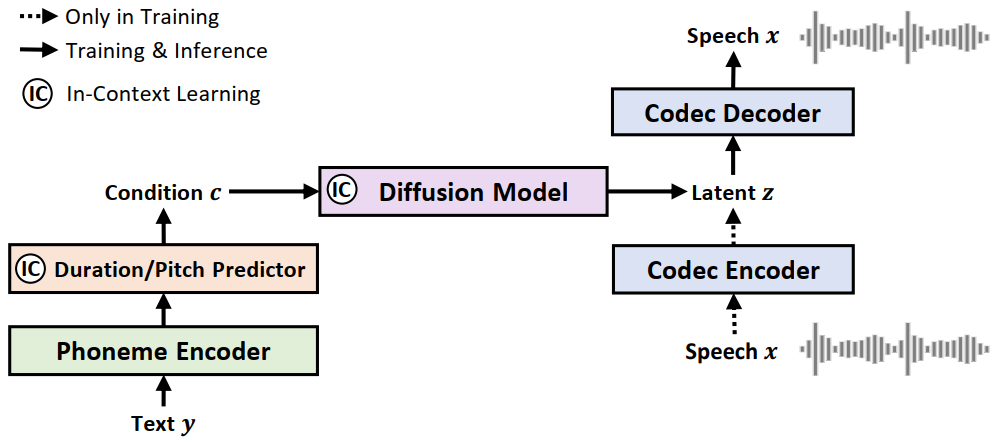 Only in Training
Training & Inference
IC In-Context Learning
Speech x
Codec Decoder
Condition c
IC Diffusion Model
Latent z
IC Duration/Pitch Predictor
Codec Encoder
Phoneme Encoder
Speech x
Text y